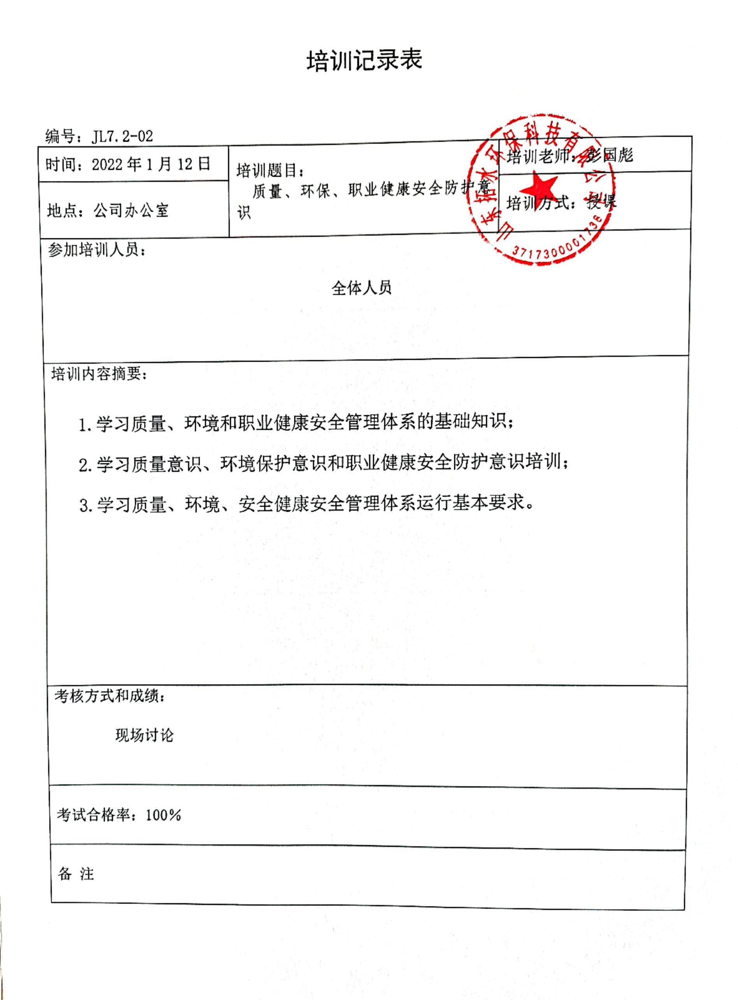 培训记录表
编号：JL7.2-02
时间：2022年1月12日
培训题目：
质量、环保、职业健康安全防护意
识
培训老师：彭国彪
地点：公司办公室
培训方式：授课
山东拓水环保科技有限公司
3717300001736
参加培训人员：
全体人员
培训内容摘要：
1.学习质量、环境和职业健康安全管理体系的基础知识；
2.学习质量意识、环境保护意识和职业健康安全防护意识培训；
3.学习质量、环境、安全健康安全管理体系运行基本要求。
考核方式和成绩：
现场讨论
考试合格率：100%
备 注